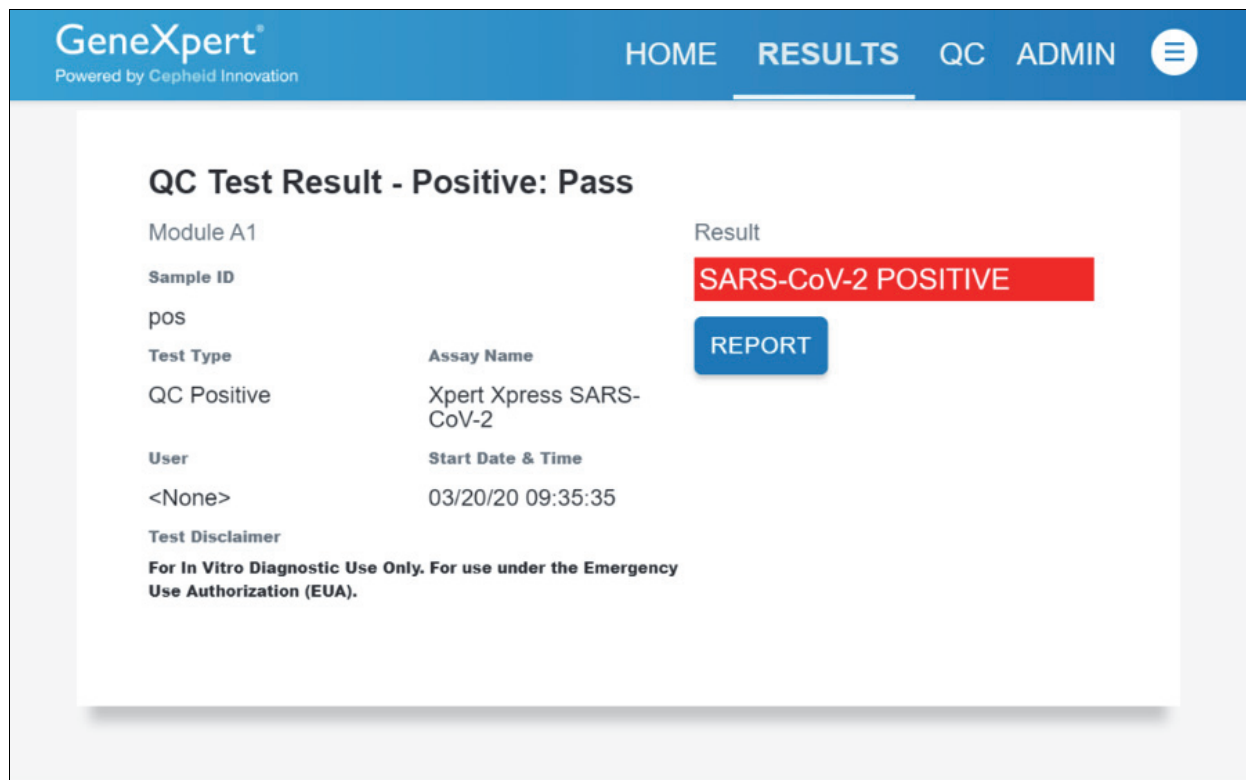 GeneXpert®
Powered by Cepheid Innovation
HOME RESULTS QC ADMIN
QC Test Result - Positive: Pass
Module A1
Sample ID
pos
Test Type
Assay Name
QC Positive
Xpert Xpress SARS-
CoV-2
User
Start Date & Time
<None>
03/20/20 09:35:35
Test Disclaimer
For In Vitro Diagnostic Use Only. For use under the Emergency
Use Authorization (EUA).
Result
SARS-CoV-2 POSITIVE
REPORT